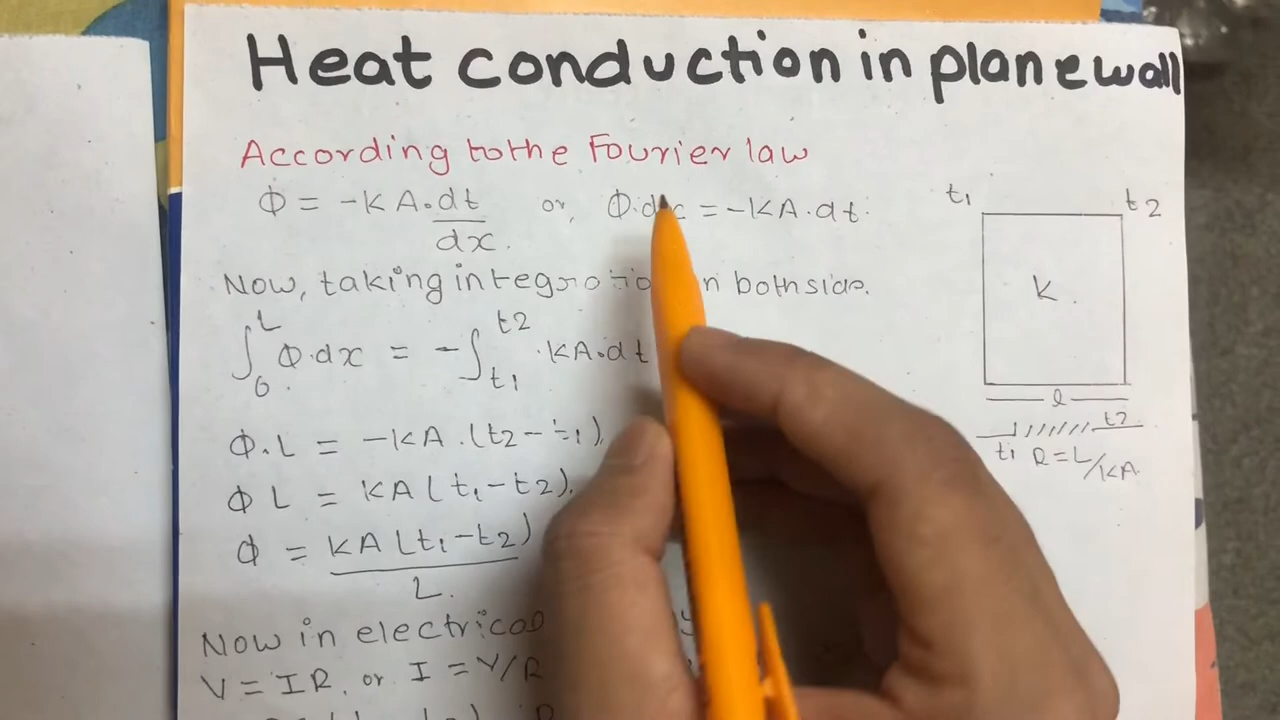 Heat conduction in plane wall
According to the Fourier law
Φ = -KA.dt/dx. or, Φ.dx = -KA.dt.
t1 t2
K.
Now, taking integration on both side.
∫₀ᴸ Φ.dx = -∫t1^t2 .KA.dt
l
Φ.L = -KA.(t2-t1),
t1 t2
R=L/KA.
Φ L = KA(t1-t2),
Φ = KA(t1-t2)/L.
Now in electrical
V=IR, or I=V/R